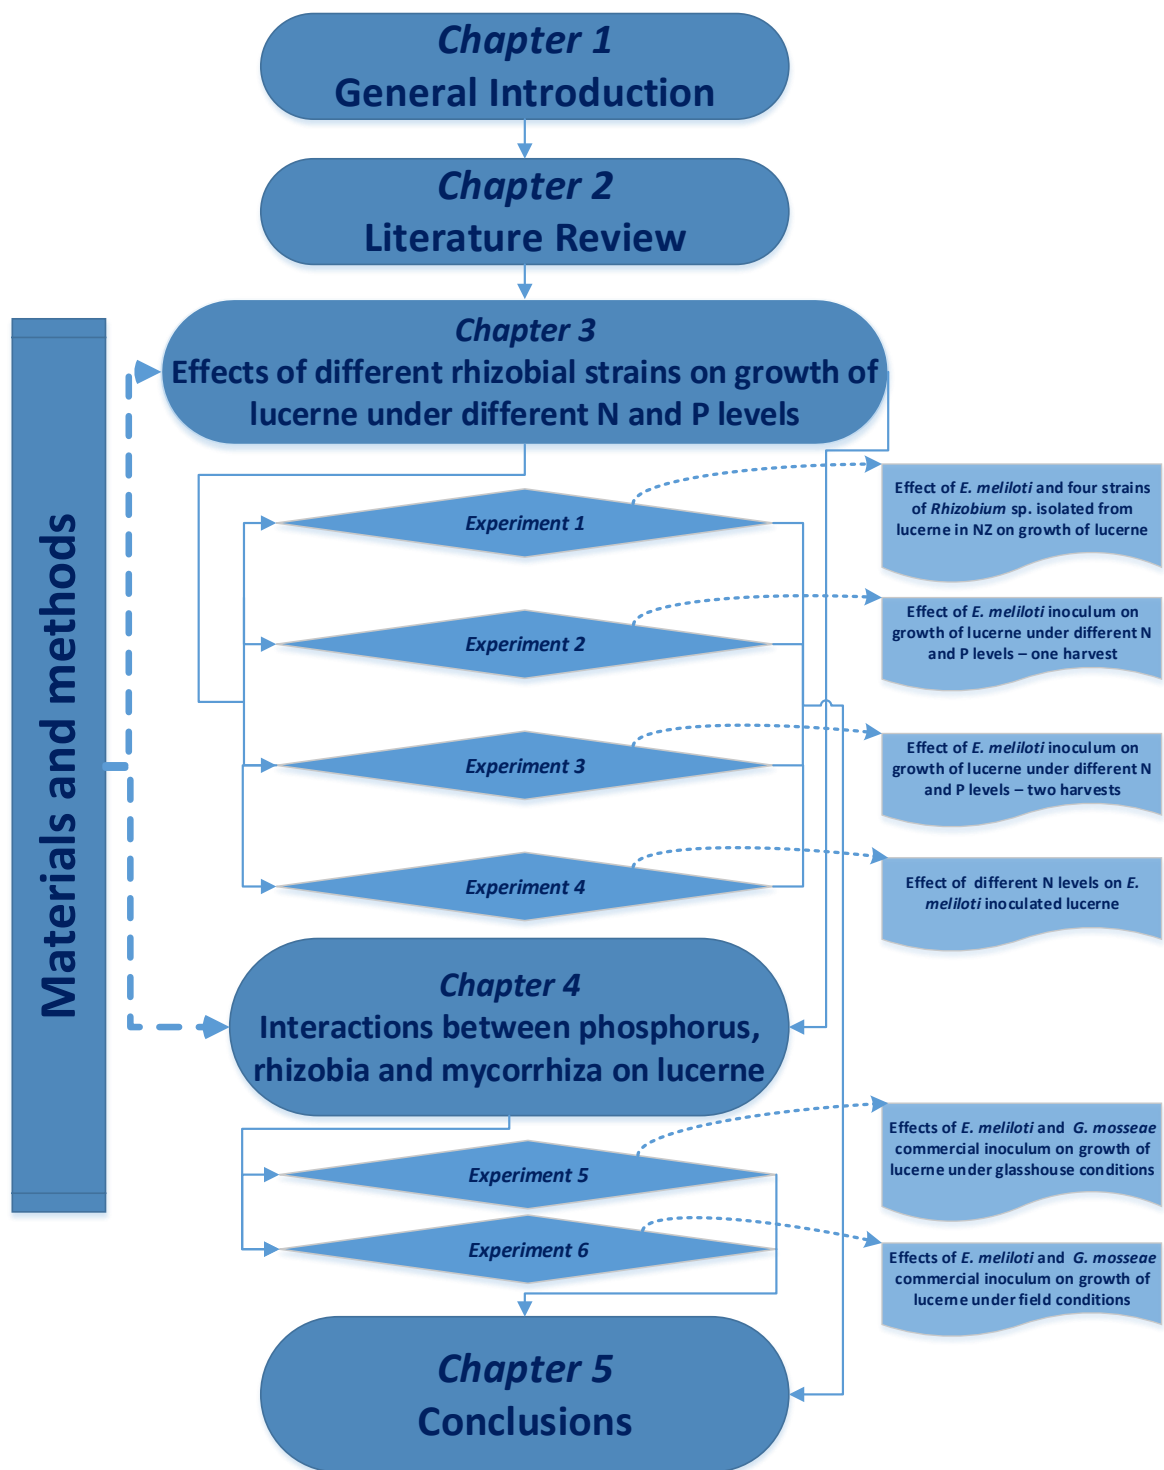 Chapter 1
General Introduction
Chapter 2
Literature Review
Materials and methods
Chapter 3
Effects of different rhizobial strains on growth of
lucerne under different N and P levels
Experiment 1
Effect of E. meliloti and four strains
of Rhizobium sp. isolated from
lucerne in NZ on growth of lucerne
Experiment 2
Effect of E. meliloti inoculum on
growth of lucerne under different N
and P levels – one harvest
Experiment 3
Effect of E. meliloti inoculum on
growth of lucerne under different N
and P levels – two harvests
Experiment 4
Effect of different N levels on E.
meliloti inoculated lucerne
Chapter 4
Interactions between phosphorus,
rhizobia and mycorrhiza on lucerne
Experiment 5
Effects of E. meliloti and G. mosseae
commercial inoculum on growth of
lucerne under glasshouse conditions
Experiment 6
Effects of E. meliloti and G. mosseae
commercial inoculum on growth of
lucerne under field conditions
Chapter 5
Conclusions